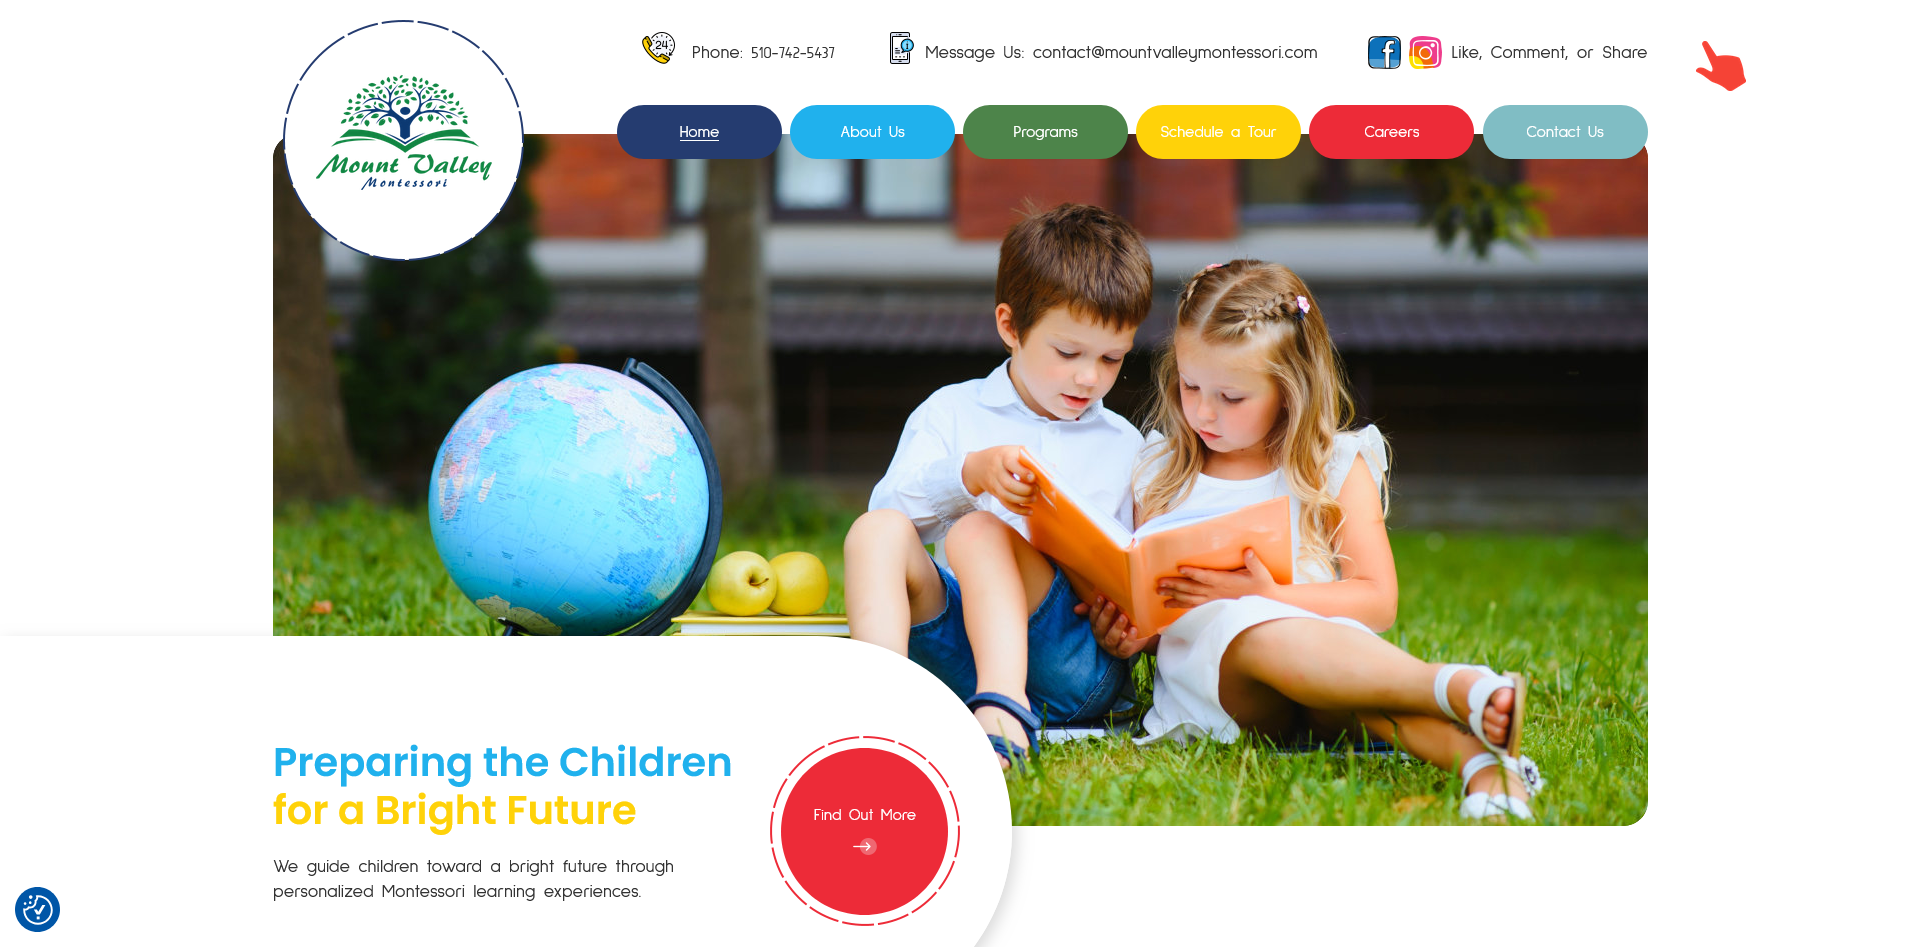 24
Phone: 510-742-5437
Message Us: contact@mountvalleymontessori.com
Like, Comment, or Share
Home
About Us
Programs
Schedule a Tour
Careers
Contact Us
Mount Valley
Montessori
Preparing the Children
for a Bright Future
Find Out More
We guide children toward a bright future through
personalized Montessori learning experiences.